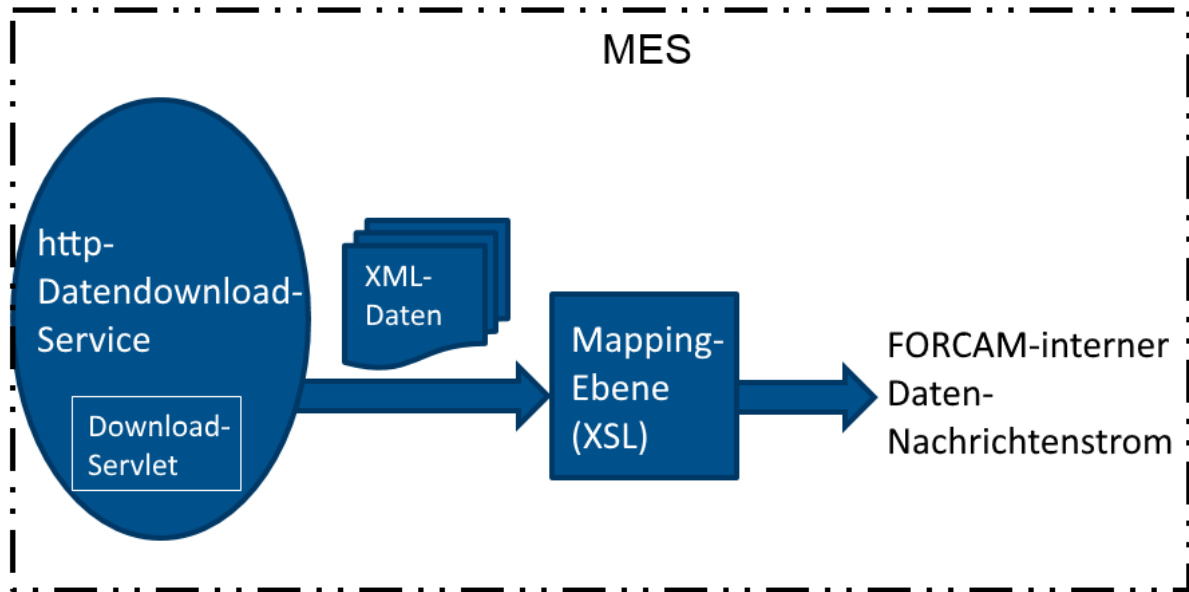 MES
http-
Datendownload-
Service
Download-
Servlet
XML-
Daten
Mapping-
Ebene
(XSL)
FORCAM-interner
Daten-
Nachrichtenstrom